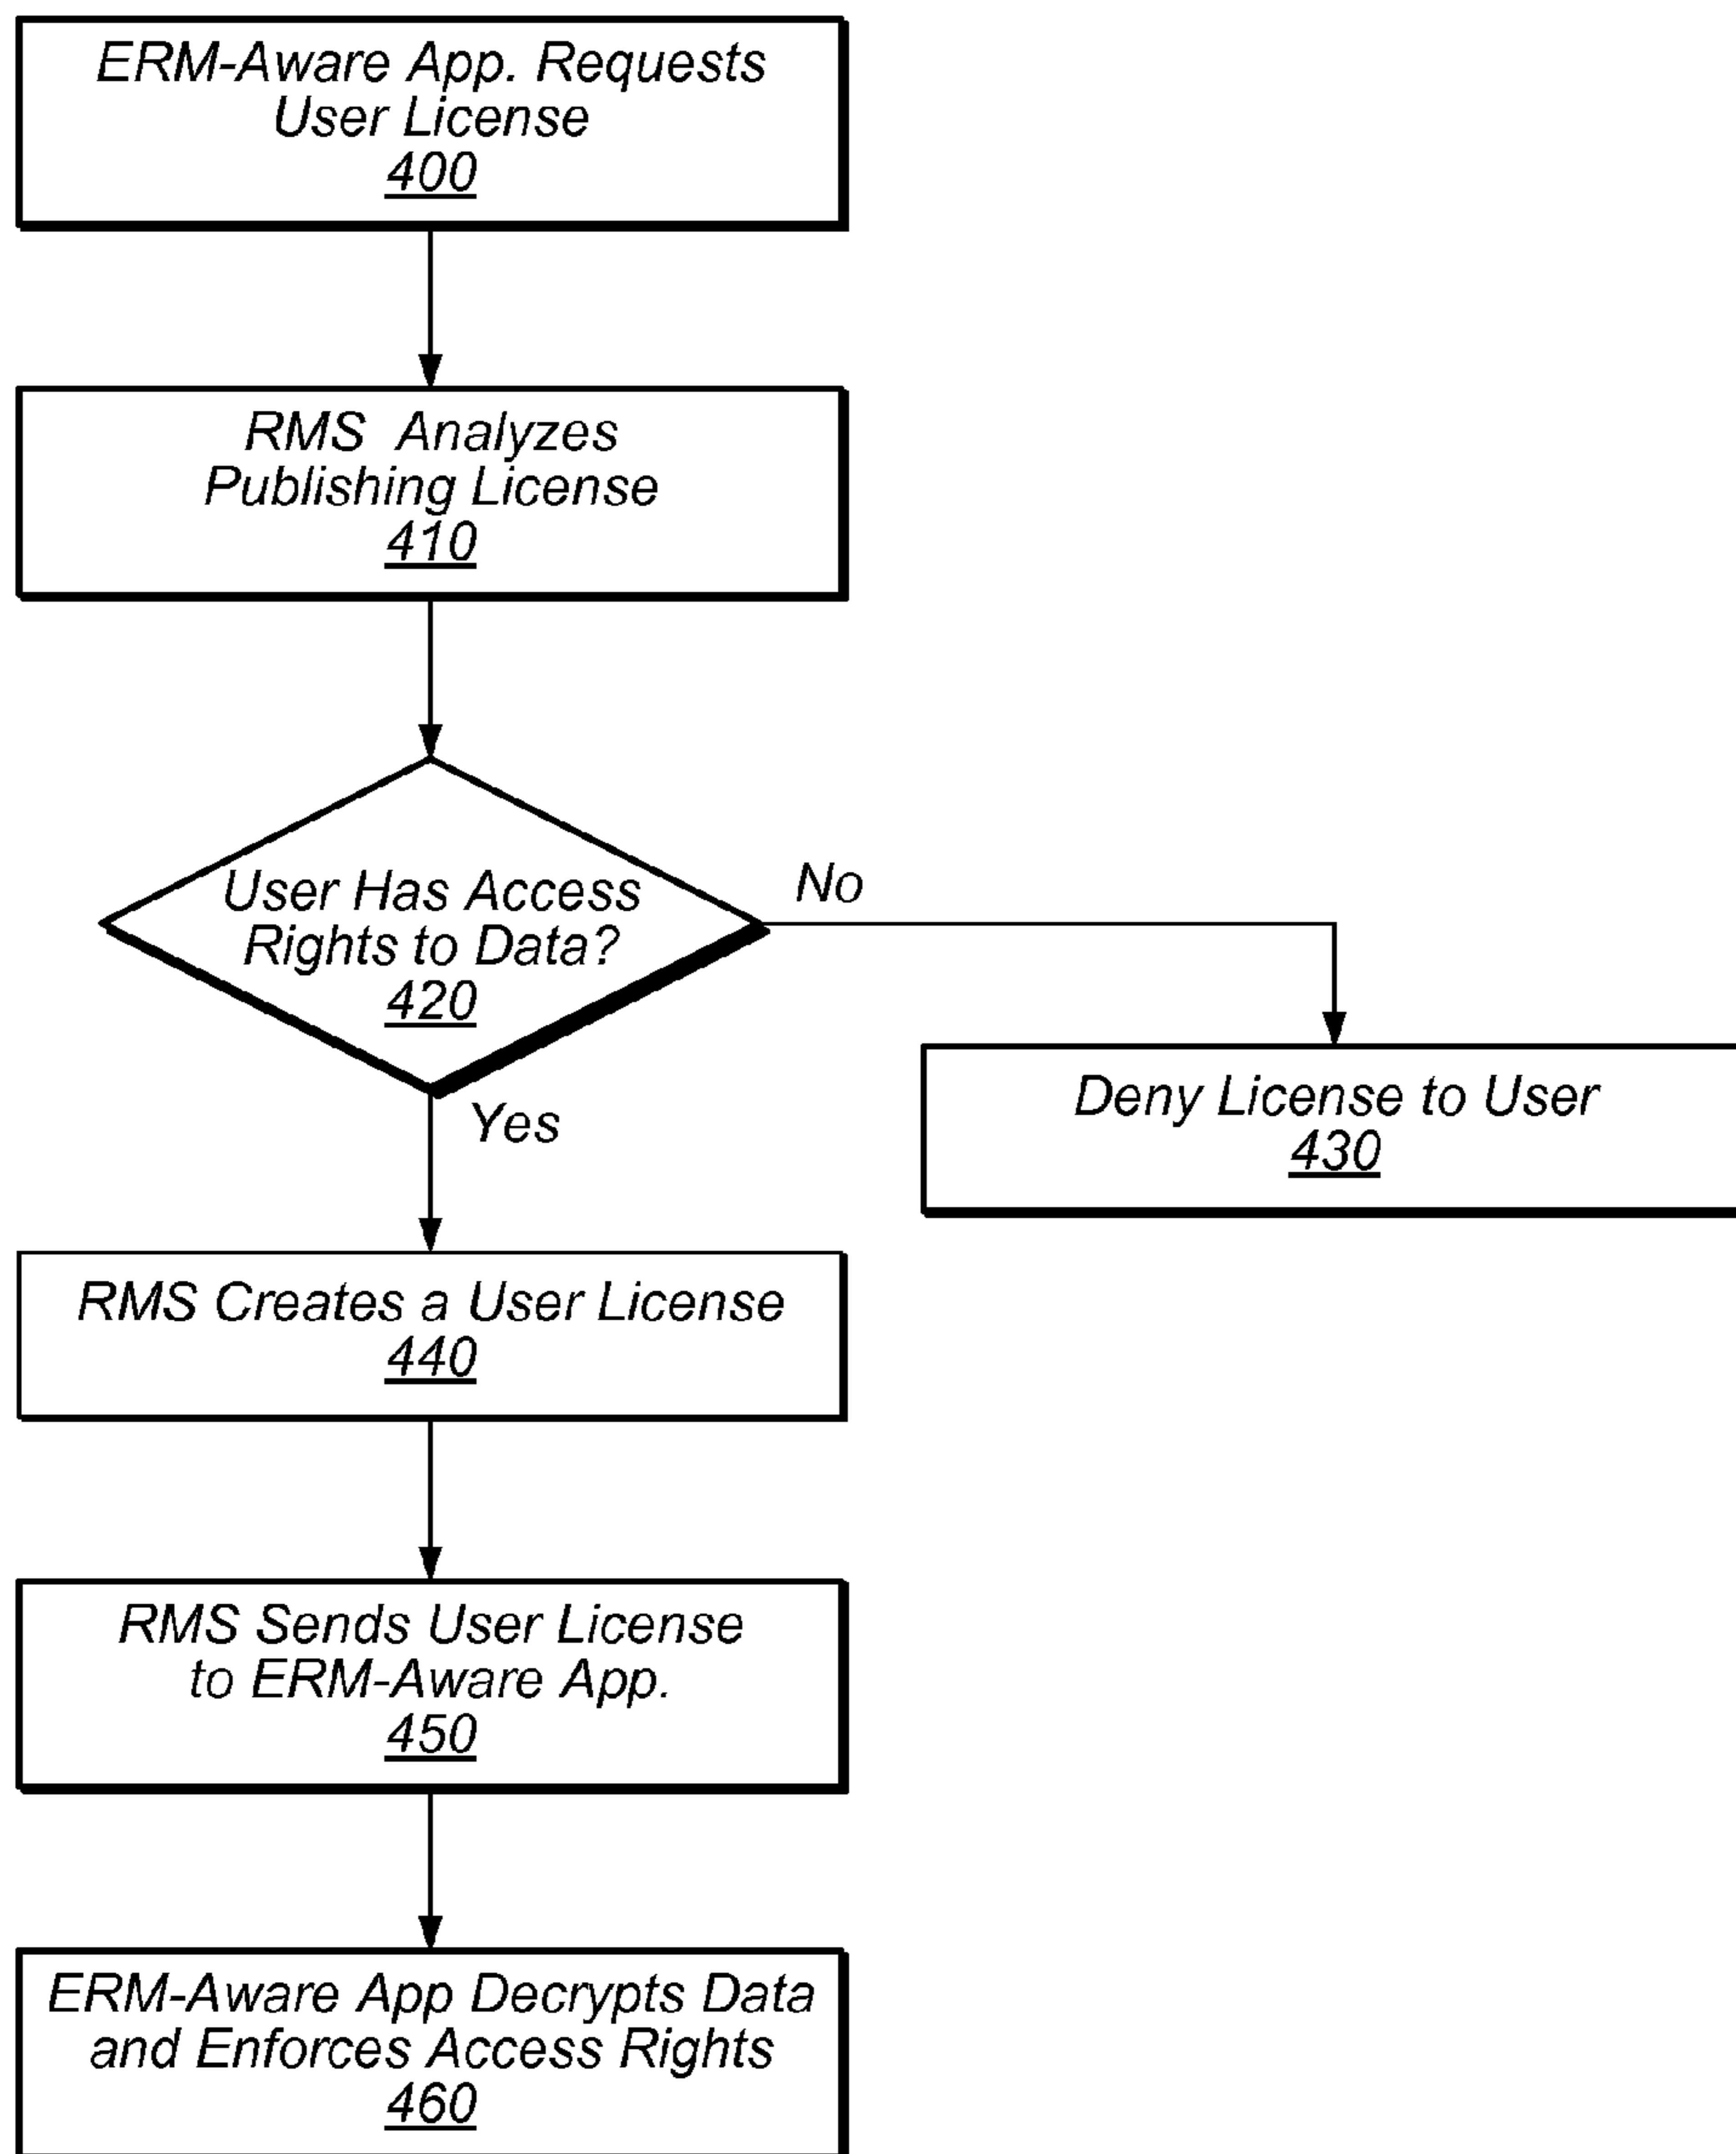 ERM-Aware App. Requests
User License
400
RMS Analyzes
Publishing License
410
User Has Access
Rights to Data?
420
No
Yes
Deny License to User
430
RMS Creates a User License
440
RMS Sends User License
to ERM-Aware App.
450
ERM-Aware App Decrypts Data
and Enforces Access Rights
460